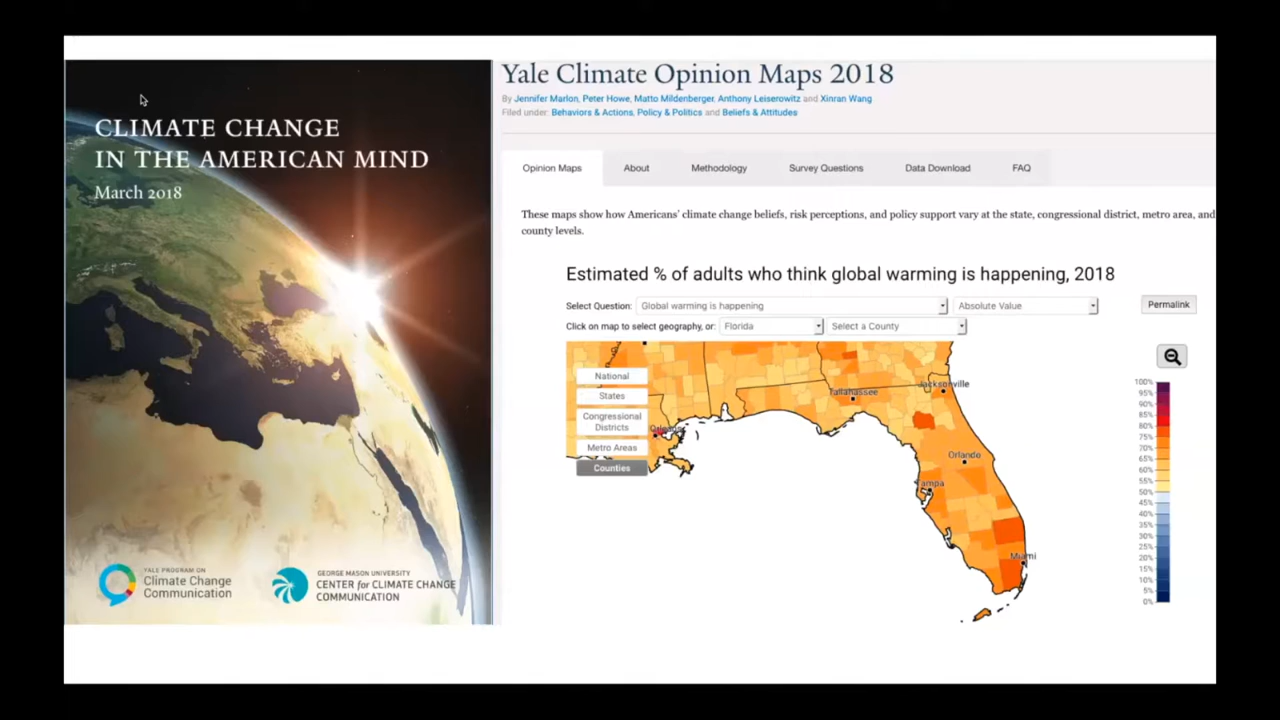 CLIMATE CHANGE
IN THE AMERICAN MIND
March 2018
YALE PROGRAM ON
Climate Change
Communication
GEORGE MASON UNIVERSITY
CENTER for CLIMATE CHANGE
COMMUNICATION
Yale Climate Opinion Maps 2018
By Jennifer Marlon, Peter Howe, Matto Mildenberger, Anthony Leiserowitz and Xinran Wang
Filed under: Behaviors & Actions, Policy & Politics and Beliefs & Attitudes
Opinion Maps About Methodology Survey Questions Data Download FAQ
These maps show how Americans' climate change beliefs, risk perceptions, and policy support vary at the state, congressional district, metro area, and
county levels.
Estimated % of adults who think global warming is happening, 2018
Select Question: Global warming is happening Absolute Value Permalink
Click on map to select geography, or: Florida Select a County
National
States
Congressional
Districts
Metro Areas
Counties
Tallahassee
Jacksonville
Orleans
Orlando
Tampa
Miami
100%
95%
90%
85%
80%
75%
70%
65%
60%
55%
50%
45%
40%
35%
30%
25%
20%
15%
10%
5%
0%